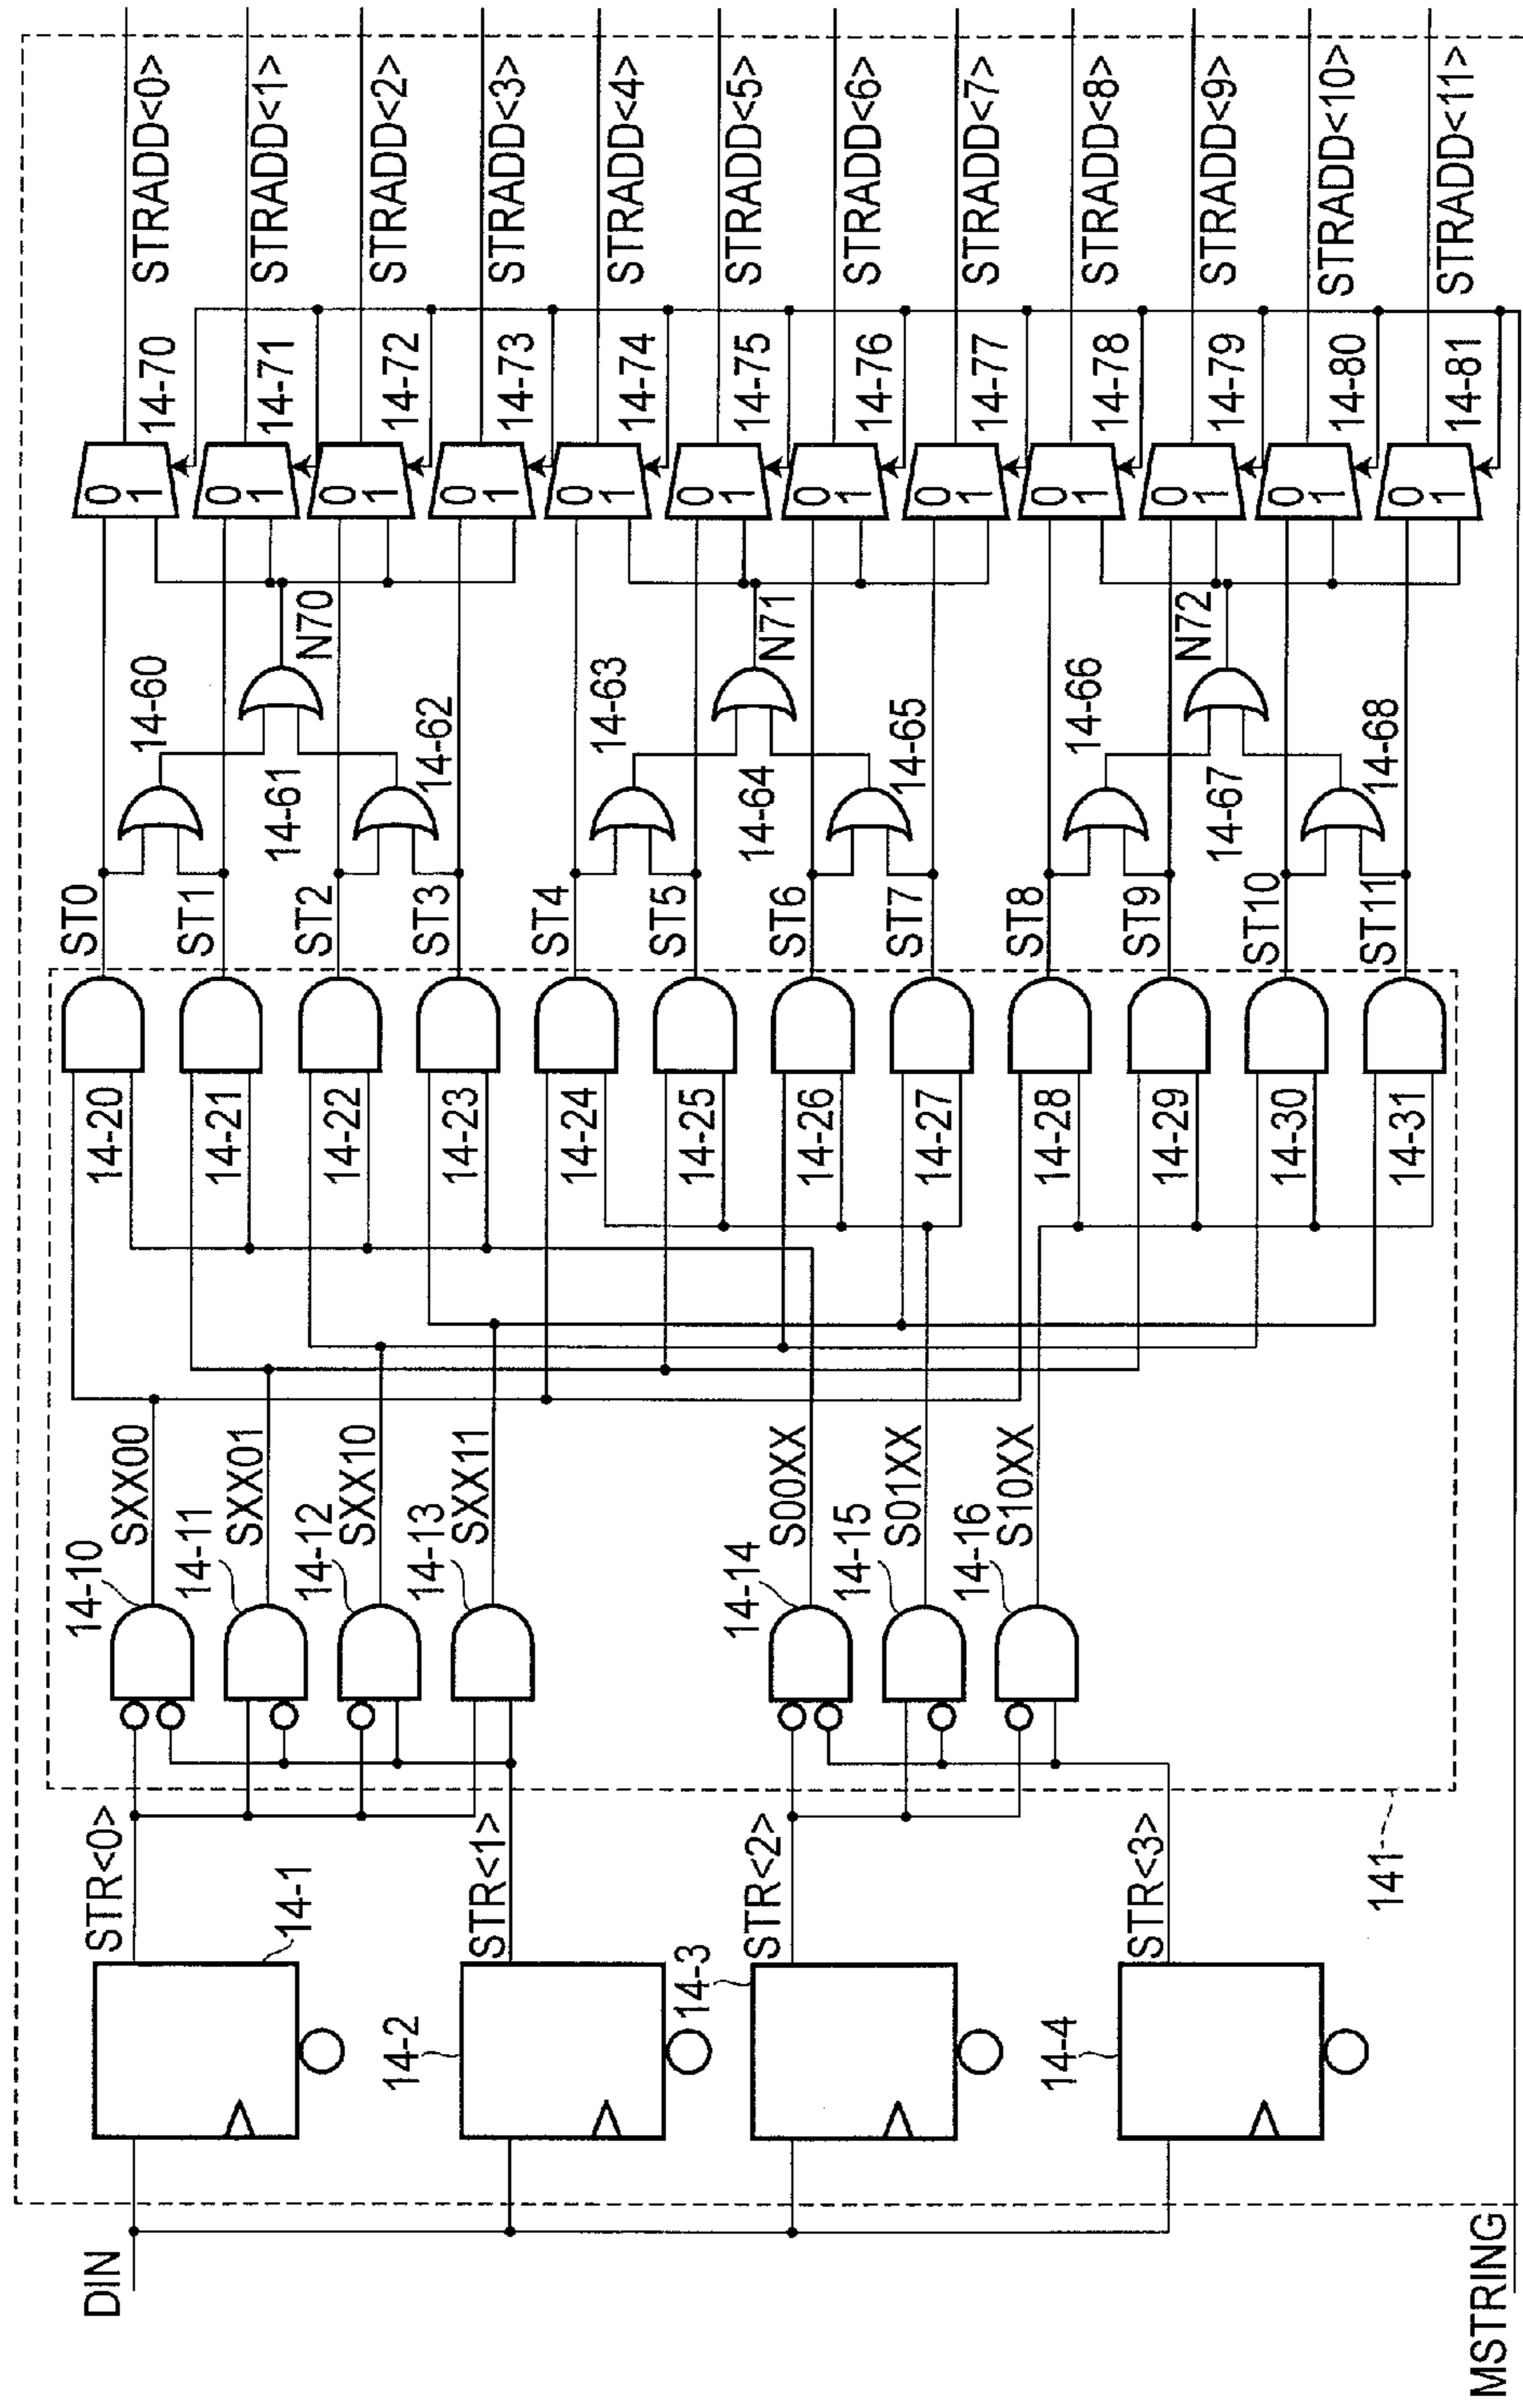 DIN
MSTRING
14-1
14-2
14-3
14-4
STR<0>
STR<1>
STR<2>
STR<3>
141
14-10
14-11
14-12
14-13
14-14
14-15
14-16
SXX00
SXX01
SXX10
SXX11
S00XX
S01XX
S10XX
14-20
14-21
14-22
14-23
14-24
14-25
14-26
14-27
14-28
14-29
14-30
14-31
ST0
ST1
ST2
ST3
ST4
ST5
ST6
ST7
ST8
ST9
ST10
ST11
14-60
14-61
14-62
14-63
14-64
14-65
14-66
14-67
14-68
N70
N71
N72
0
1
0
1
0
1
0
1
0
1
0
1
0
1
0
1
0
1
0
1
0
1
0
1
14-70
14-71
14-72
14-73
14-74
14-75
14-76
14-77
14-78
14-79
14-80
14-81
STRADD<0>
STRADD<1>
STRADD<2>
STRADD<3>
STRADD<4>
STRADD<5>
STRADD<6>
STRADD<7>
STRADD<8>
STRADD<9>
STRADD<10>
STRADD<11>